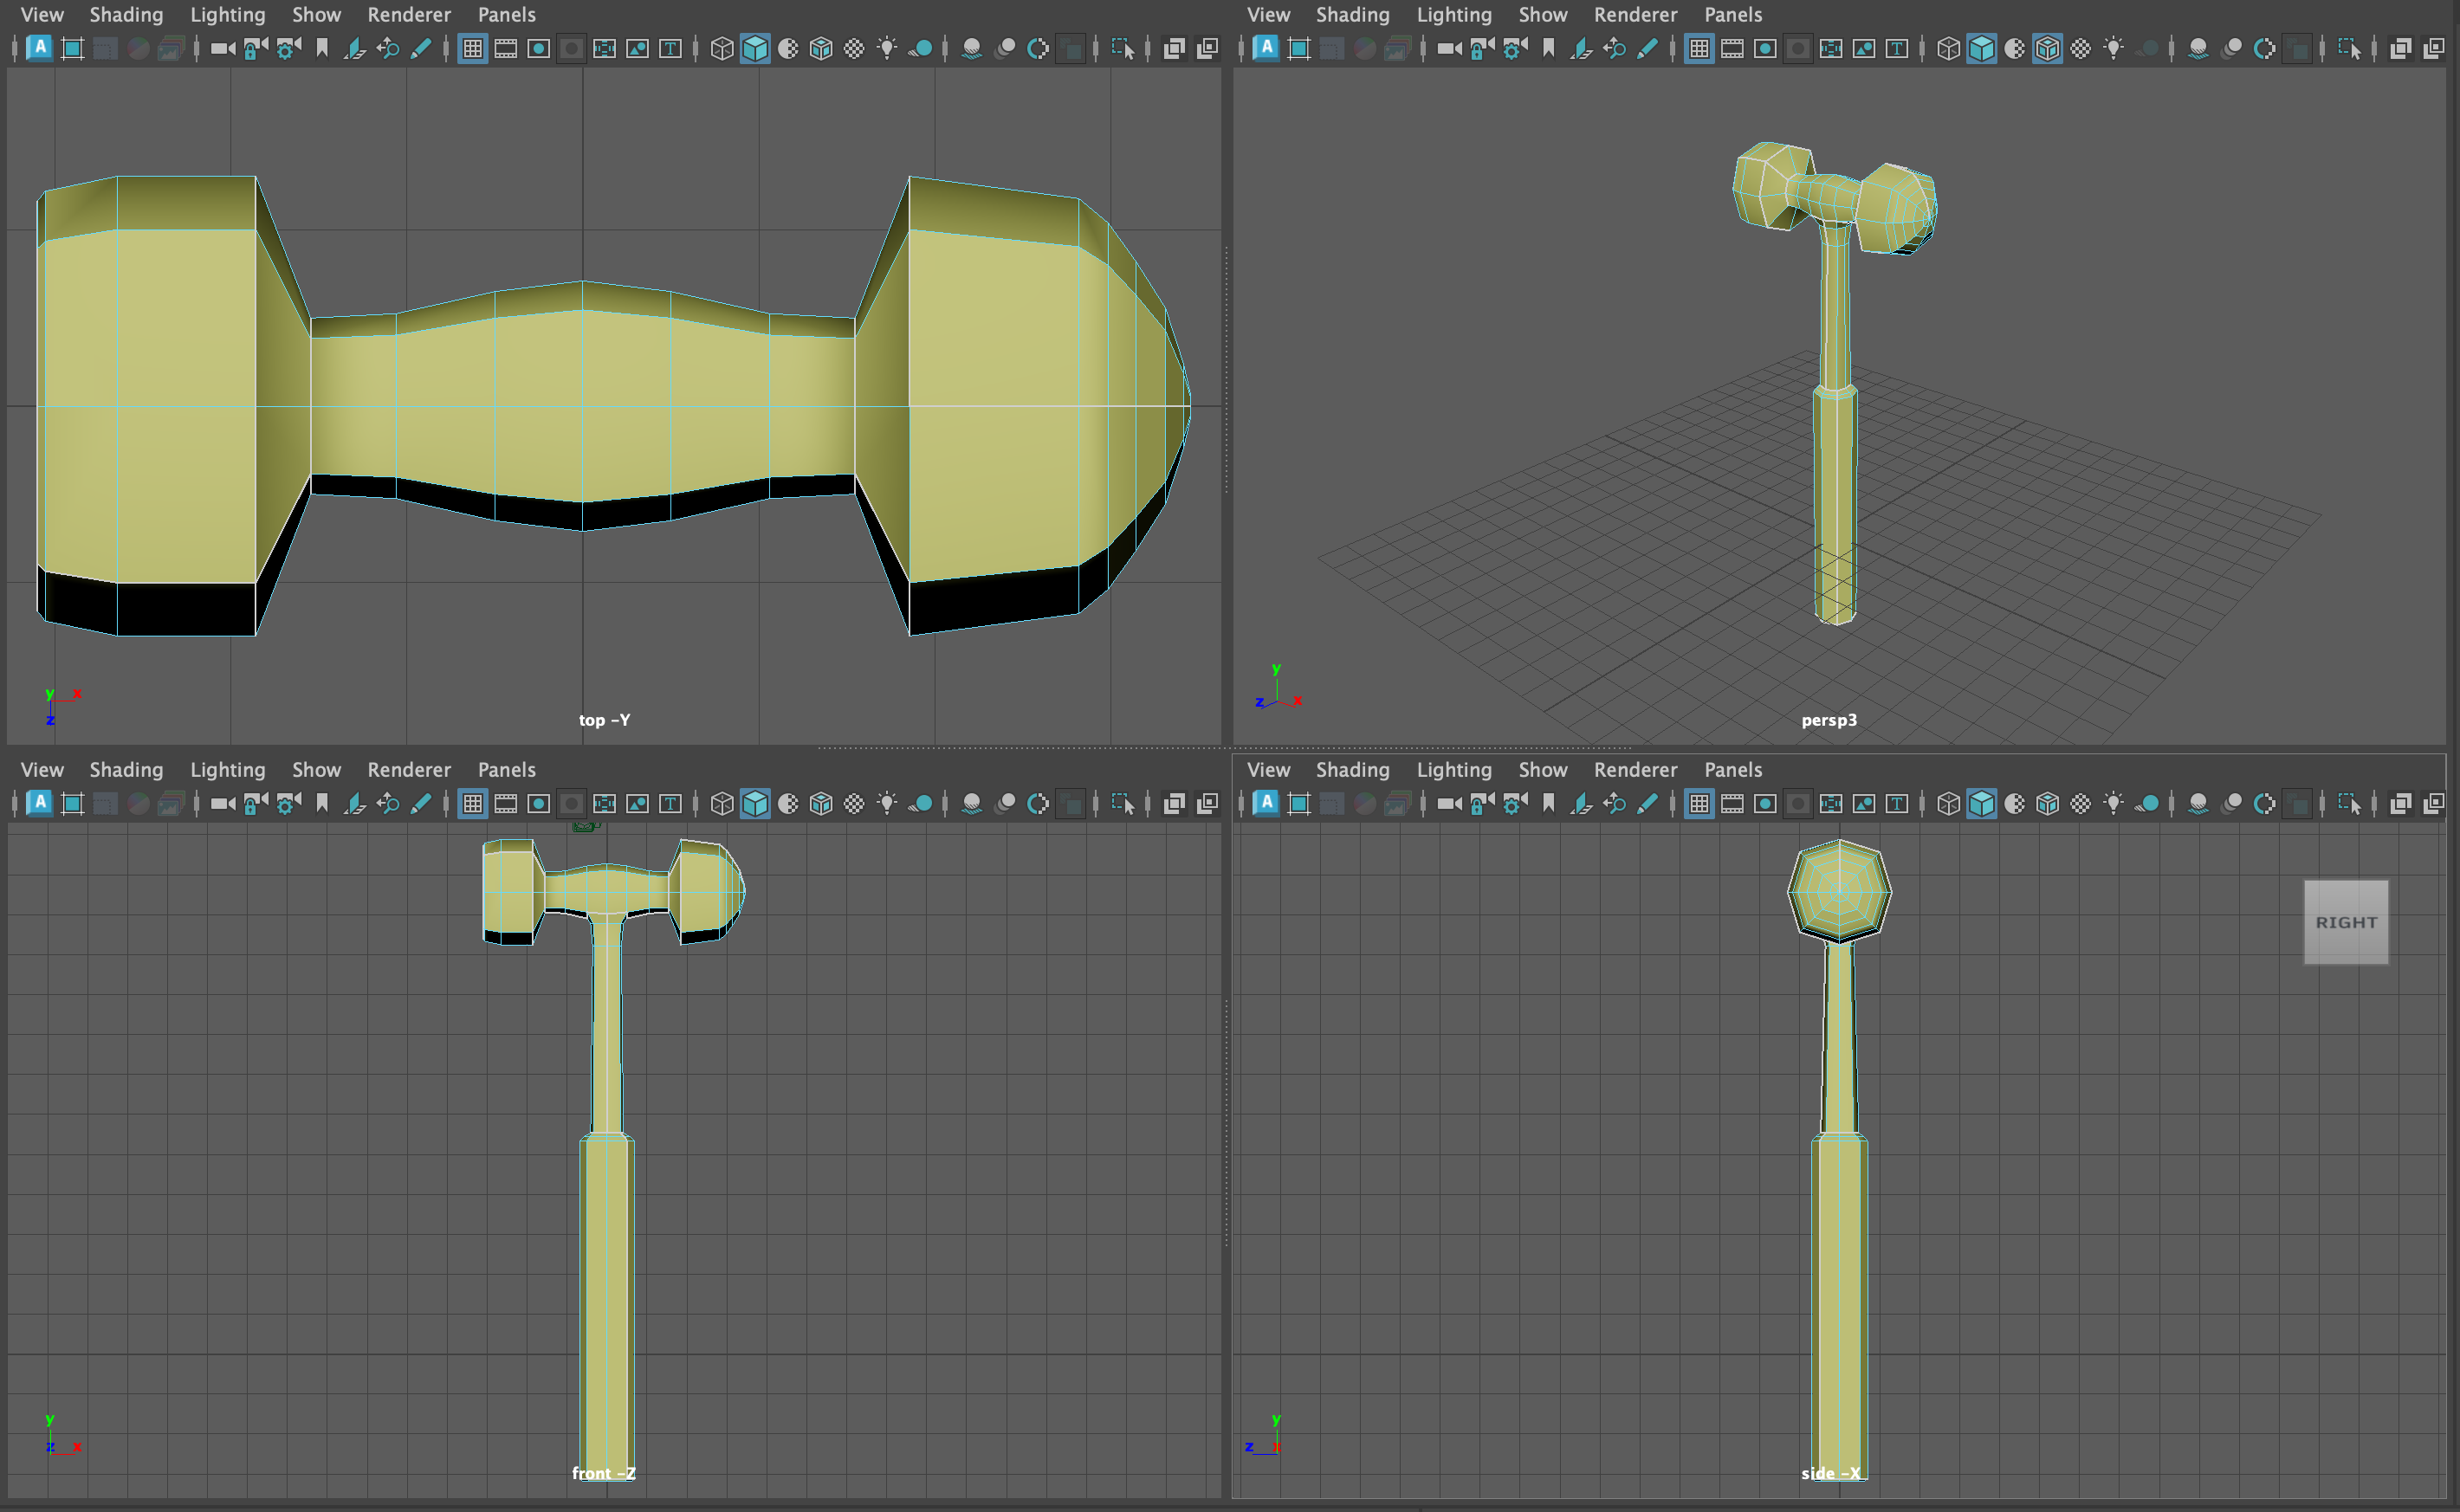 View Shading Lighting Show Renderer Panels
A T
y x
z
top -Y
View Shading Lighting Show Renderer Panels
A T
y
z x
persp3
View Shading Lighting Show Renderer Panels
A T
y
z x
front -Z
View Shading Lighting Show Renderer Panels
A T
RIGHT
y
z x
side -X